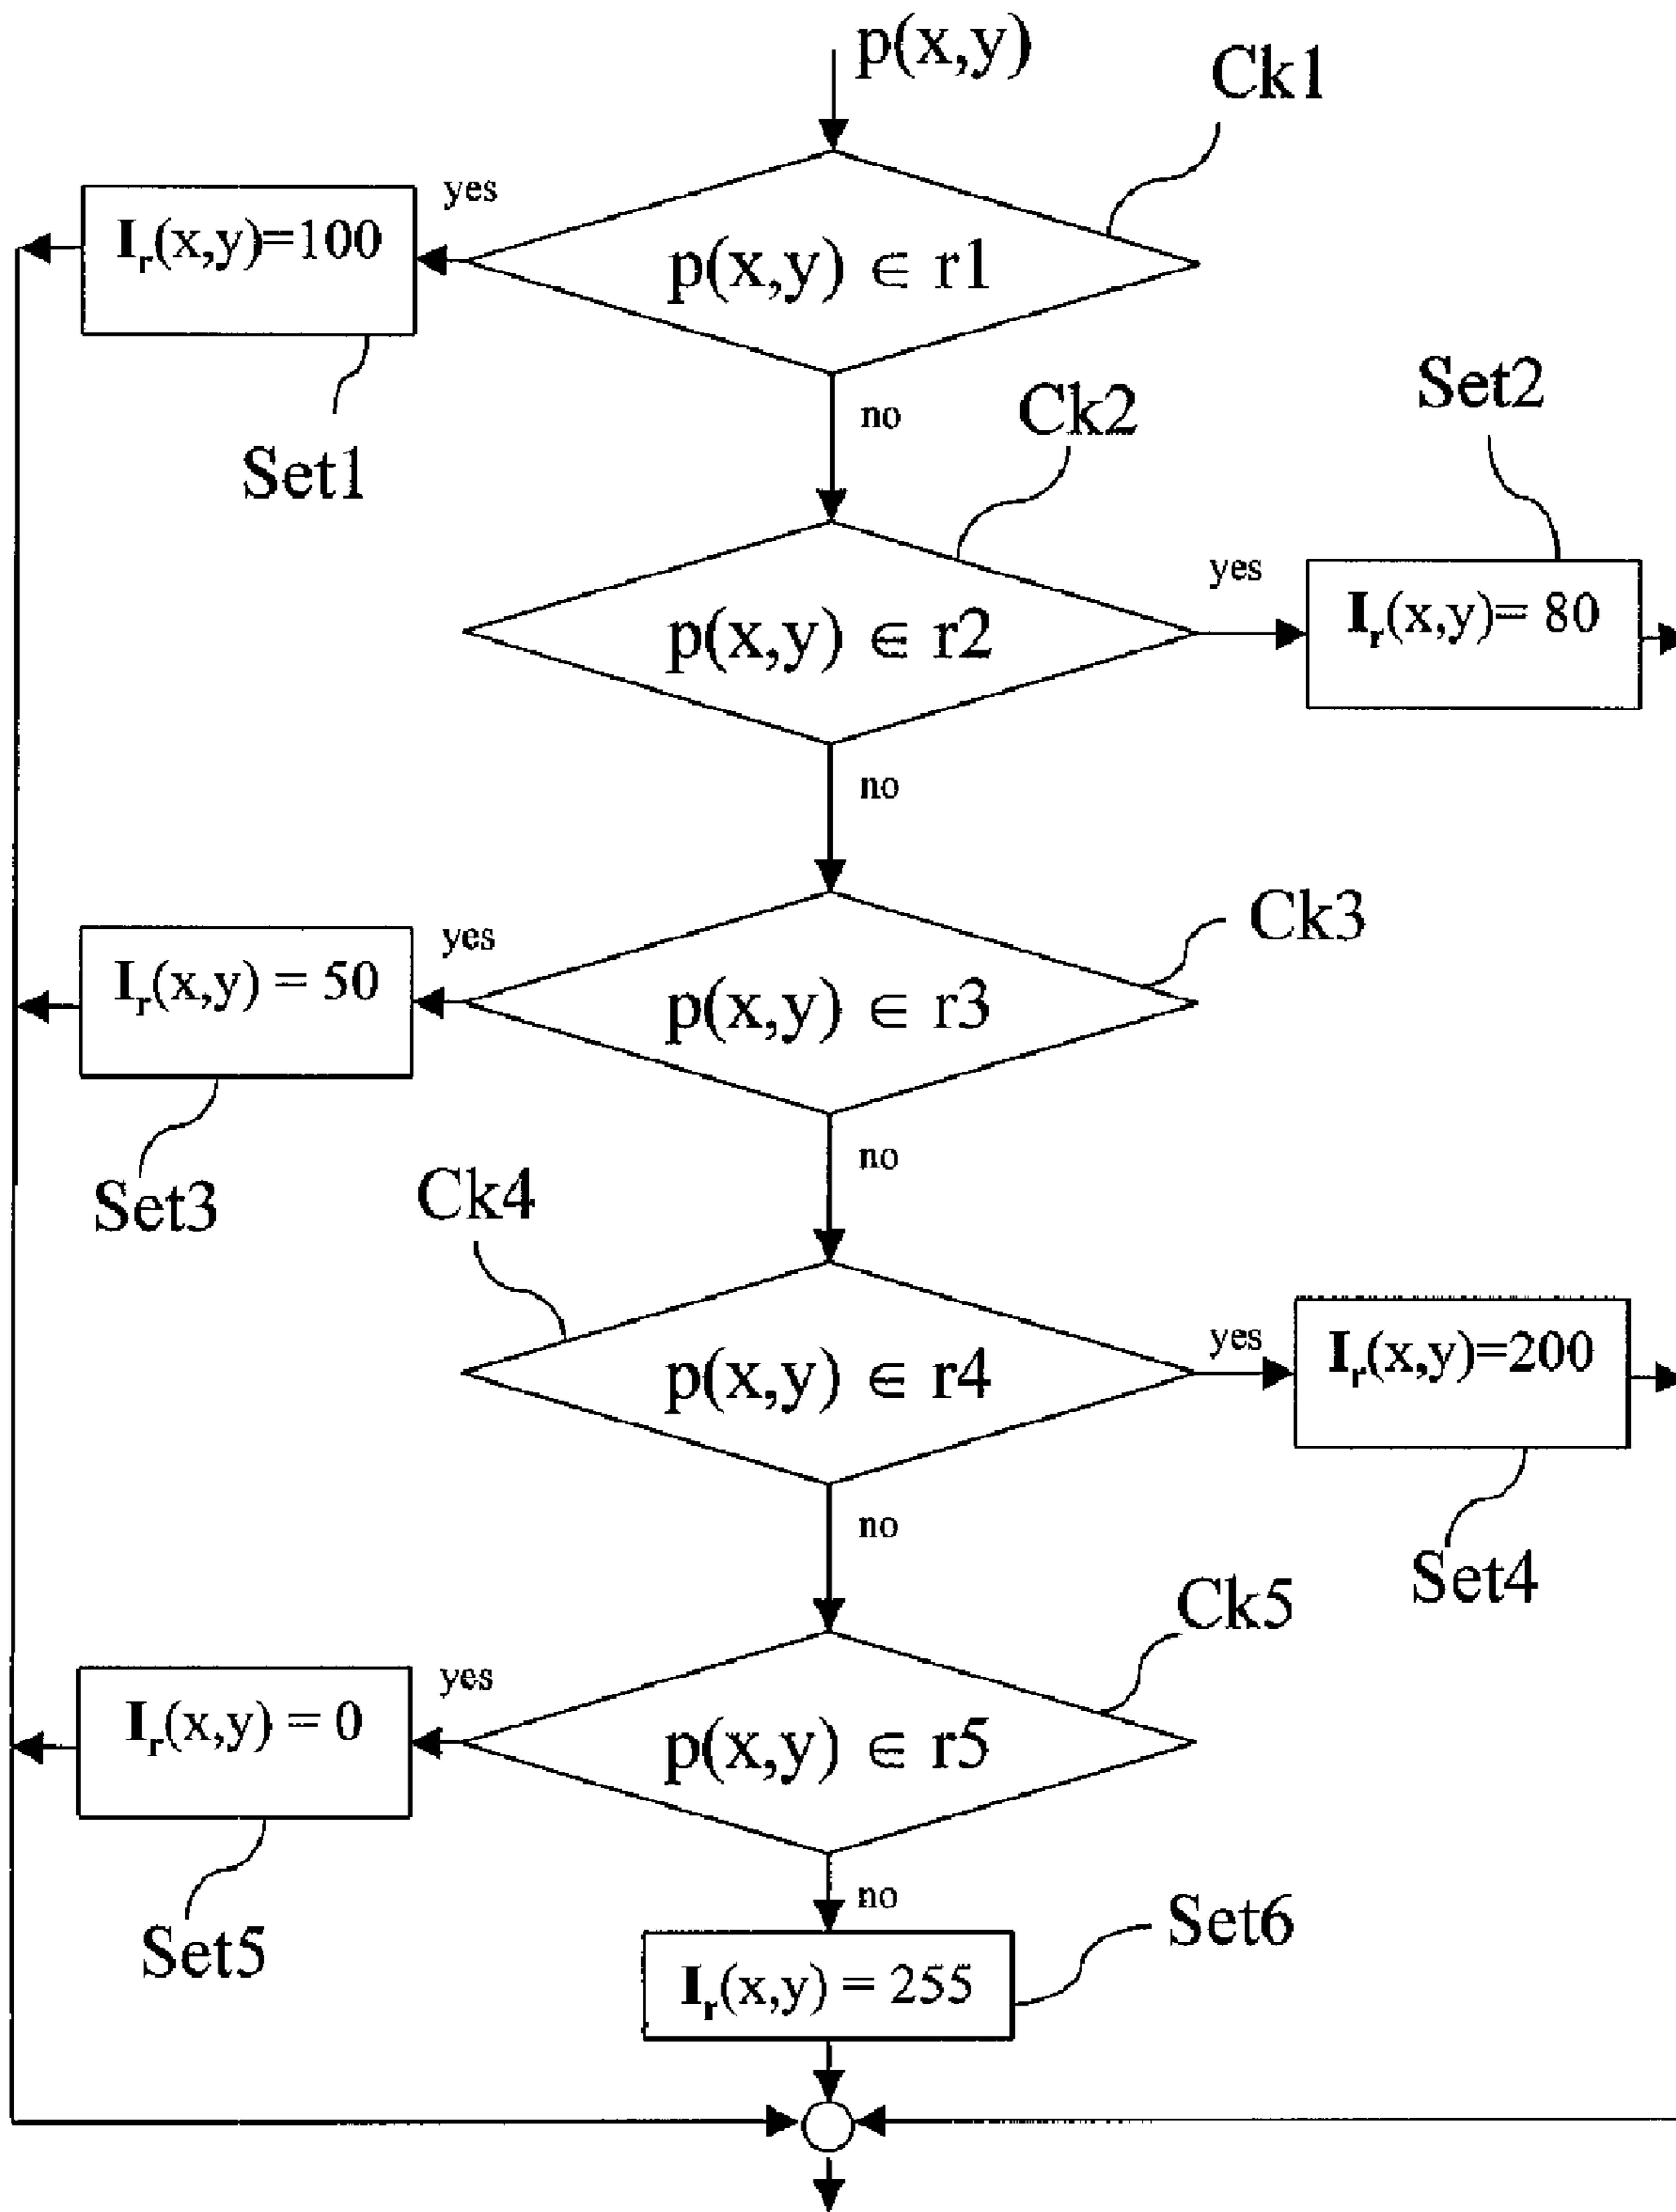 p(x,y)
Ck1
yes
I_r(x,y)=100
p(x,y) ∈ r1
Set1
no
Ck2
Set2
yes
p(x,y) ∈ r2
I_r(x,y)= 80
no
Ck3
yes
I_r(x,y) = 50
p(x,y) ∈ r3
Set3
no
Ck4
yes
p(x,y) ∈ r4
I_r(x,y)=200
no
Set4
Ck5
yes
I_r(x,y) = 0
p(x,y) ∈ r5
Set5
no
Set6
I_r(x,y) = 255